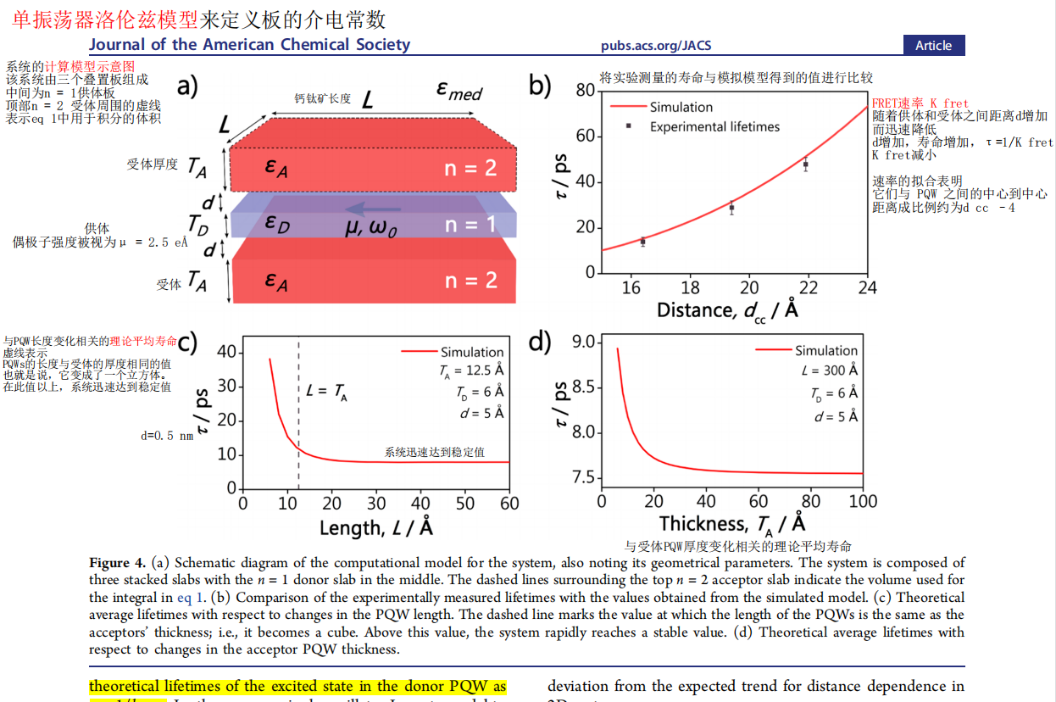 单振荡器洛伦兹模型来定义板的介电常数
Journal of the American Chemical Society
pubs.acs.org/JACS
Article
系统的计算模型示意图
该系统由三个叠置板组成
中间为n = 1供体板
顶部n = 2 受体周围的虚线
表示eq 1中用于积分的体积
a)
钙钛矿长度 L
ε_med
L
受体厚度 T_A
ε_A
n = 2
d
供体
偶极子强度被视为μ = 2.5 eÅ
T_D
ε_D
μ, ω_0
n = 1
d
受体 T_A
ε_A
n = 2
b)
将实验测量的寿命与模拟模型得到的值进行比较
80
60
40
20
0
τ / ps
Simulation
Experimental lifetimes
16 18 20 22 24
Distance, d_cc / Å
FRET速率 K fret
随着供体和受体之间距离d增加
而迅速降低
d增加，寿命增加，τ=1/K fret
K fret减小
速率的拟合表明
它们与 PQW 之间的中心到中心
距离成比例约为d cc –4
与PQW长度变化相关的理论平均寿命
虚线表示
PQWs的长度与受体的厚度相同的值
也就是说，它变成了一个立方体。
在此值以上，系统迅速达到稳定值
d=0.5 nm
c)
40
30
20
10
0
τ / ps
L = T_A
Simulation
T_A = 12.5 Å
T_D = 6 Å
d = 5 Å
系统迅速达到稳定值
0 10 20 30 40 50 60
Length, L / Å
d)
9.0
8.5
8.0
7.5
τ / ps
Simulation
L = 300 Å
T_D = 6 Å
d = 5 Å
0 20 40 60 80 100
Thickness, T_A / Å
与受体PQW厚度变化相关的理论平均寿命
Figure 4. (a) Schematic diagram of the computational model for the system, also noting its geometrical parameters. The system is composed of
three stacked slabs with the n = 1 donor slab in the middle. The dashed lines surrounding the top n = 2 acceptor slab indicate the volume used for
the integral in eq 1. (b) Comparison of the experimentally measured lifetimes with the values obtained from the simulated model. (c) Theoretical
average lifetimes with respect to changes in the PQW length. The dashed line marks the value at which the length of the PQWs is the same as the
acceptors' thickness; i.e., it becomes a cube. Above this value, the system rapidly reaches a stable value. (d) Theoretical average lifetimes with
respect to changes in the acceptor PQW thickness.
theoretical lifetimes of the excited state in the donor PQW as
deviation from the expected trend for distance dependence in